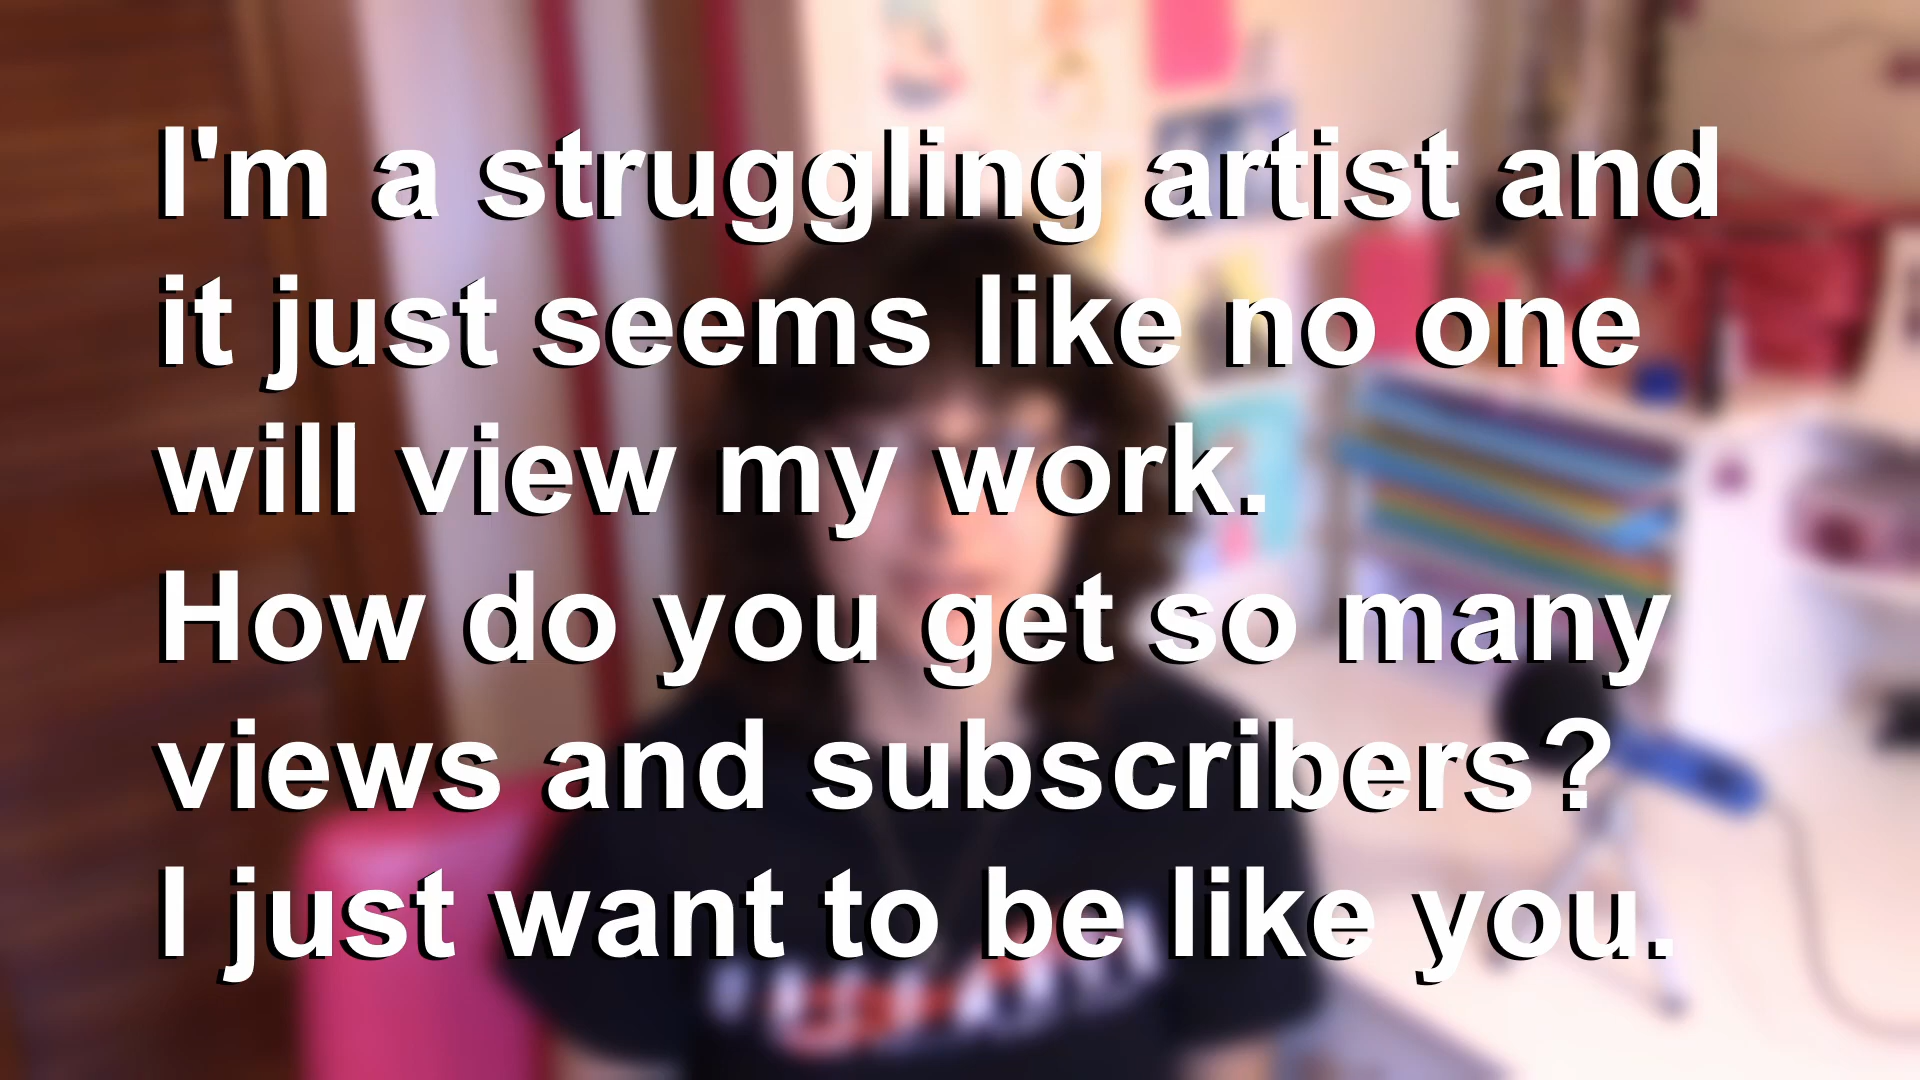 I'm a struggling artist and
it just seems like no one
will view my work.
How do you get so many
views and subscribers?
I just want to be like you.